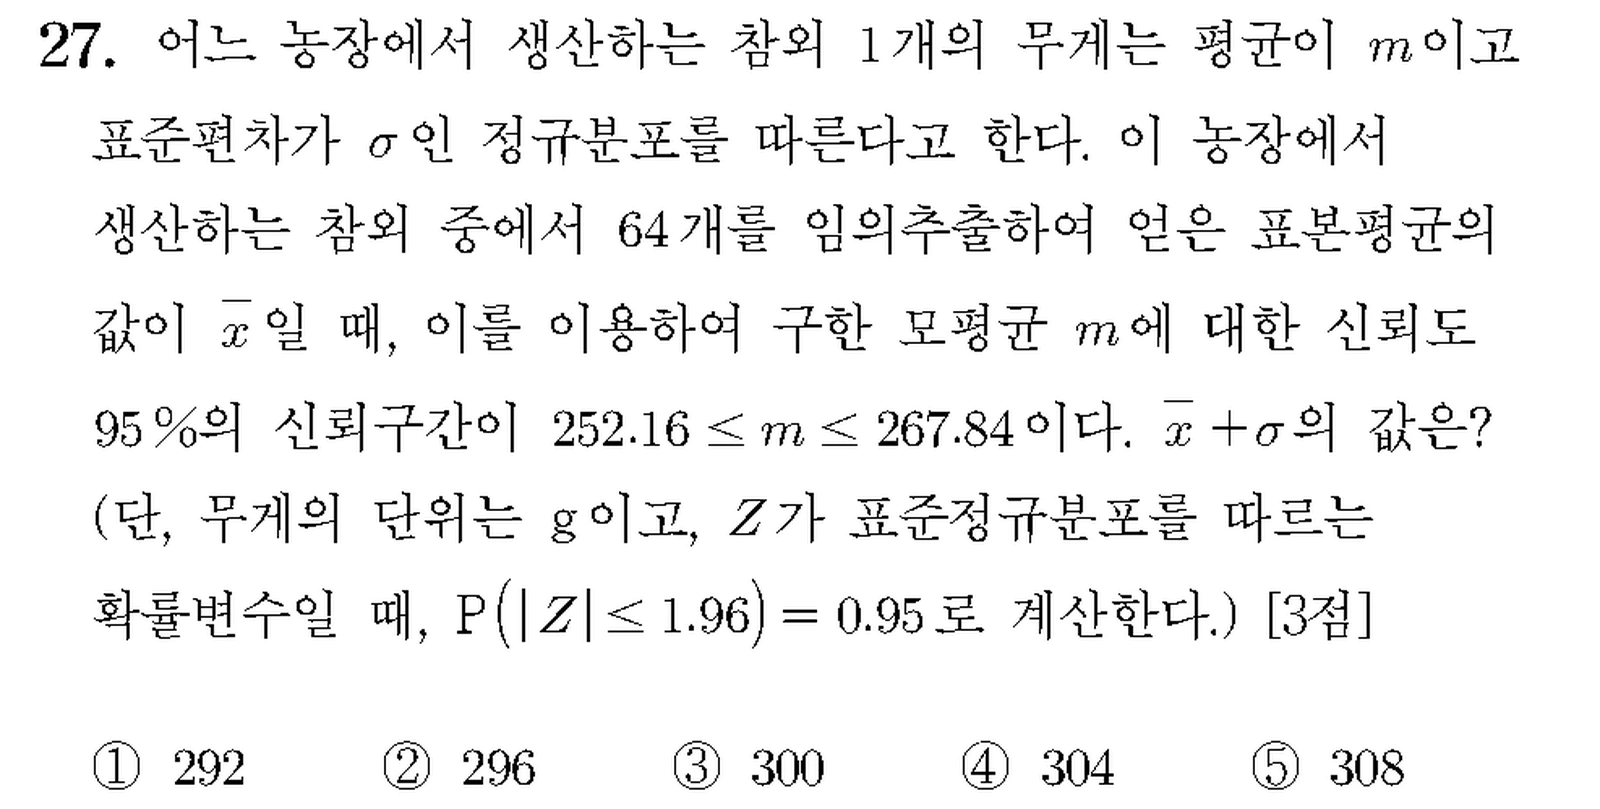 27. 어느 농장에서 생산하는 참외 1개의 무게는 평균이 m이고
표준편차가 σ인 정규분포를 따른다고 한다. 이 농장에서
생산하는 참외 중에서 64개를 임의추출하여 얻은 표본평균의
값이 x̄일 때, 이를 이용하여 구한 모평균 m에 대한 신뢰도
95%의 신뢰구간이 252.16 ≤ m ≤ 267.84이다. x̄+σ의 값은?
(단, 무게의 단위는 g이고, Z가 표준정규분포를 따르는
확률변수일 때, P(|Z| ≤ 1.96) = 0.95로 계산한다.) [3점]
① 292 ② 296 ③ 300 ④ 304 ⑤ 308